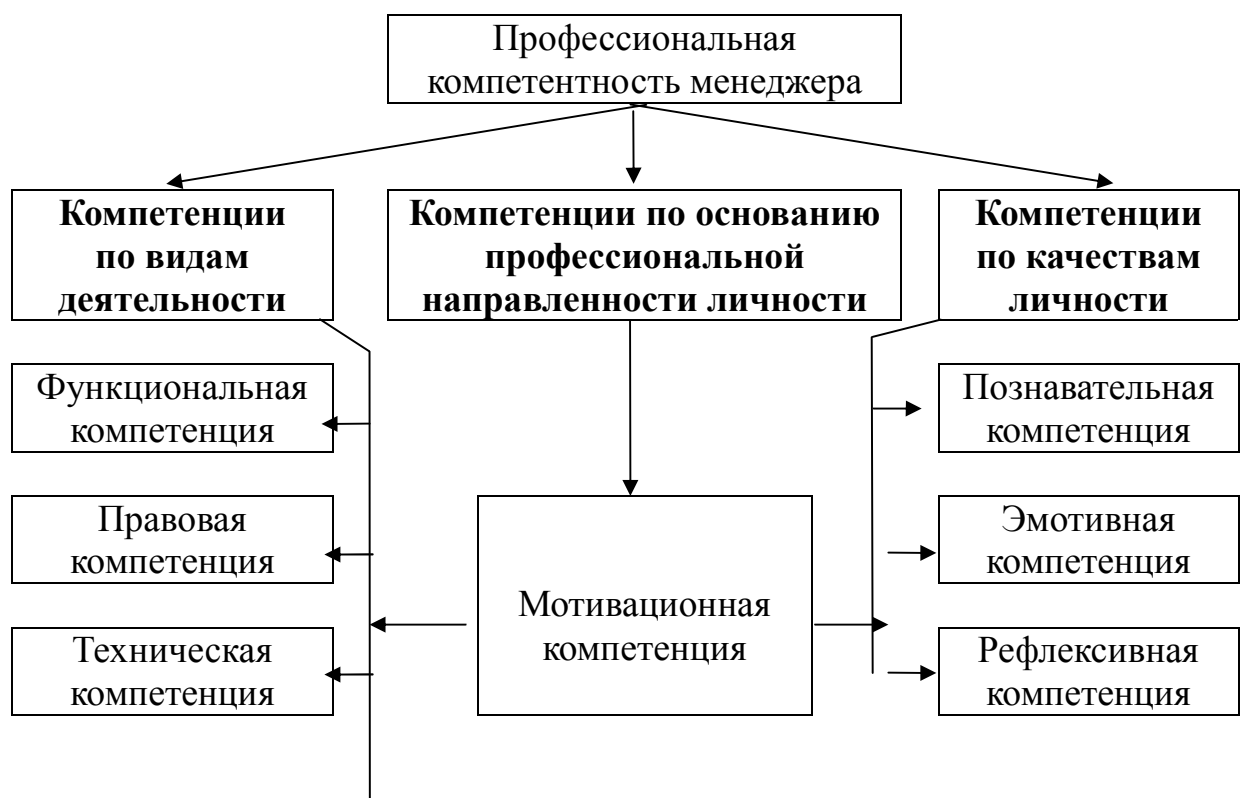 Профессиональная
компетентность менеджера
Компетенции
по видам
деятельности
Компетенции по основанию
профессиональной
направленности личности
Компетенции
по качествам
личности
Функциональная
компетенция
Познавательная
компетенция
Правовая
компетенция
Эмотивная
компетенция
Мотивационная
компетенция
Техническая
компетенция
Рефлексивная
компетенция